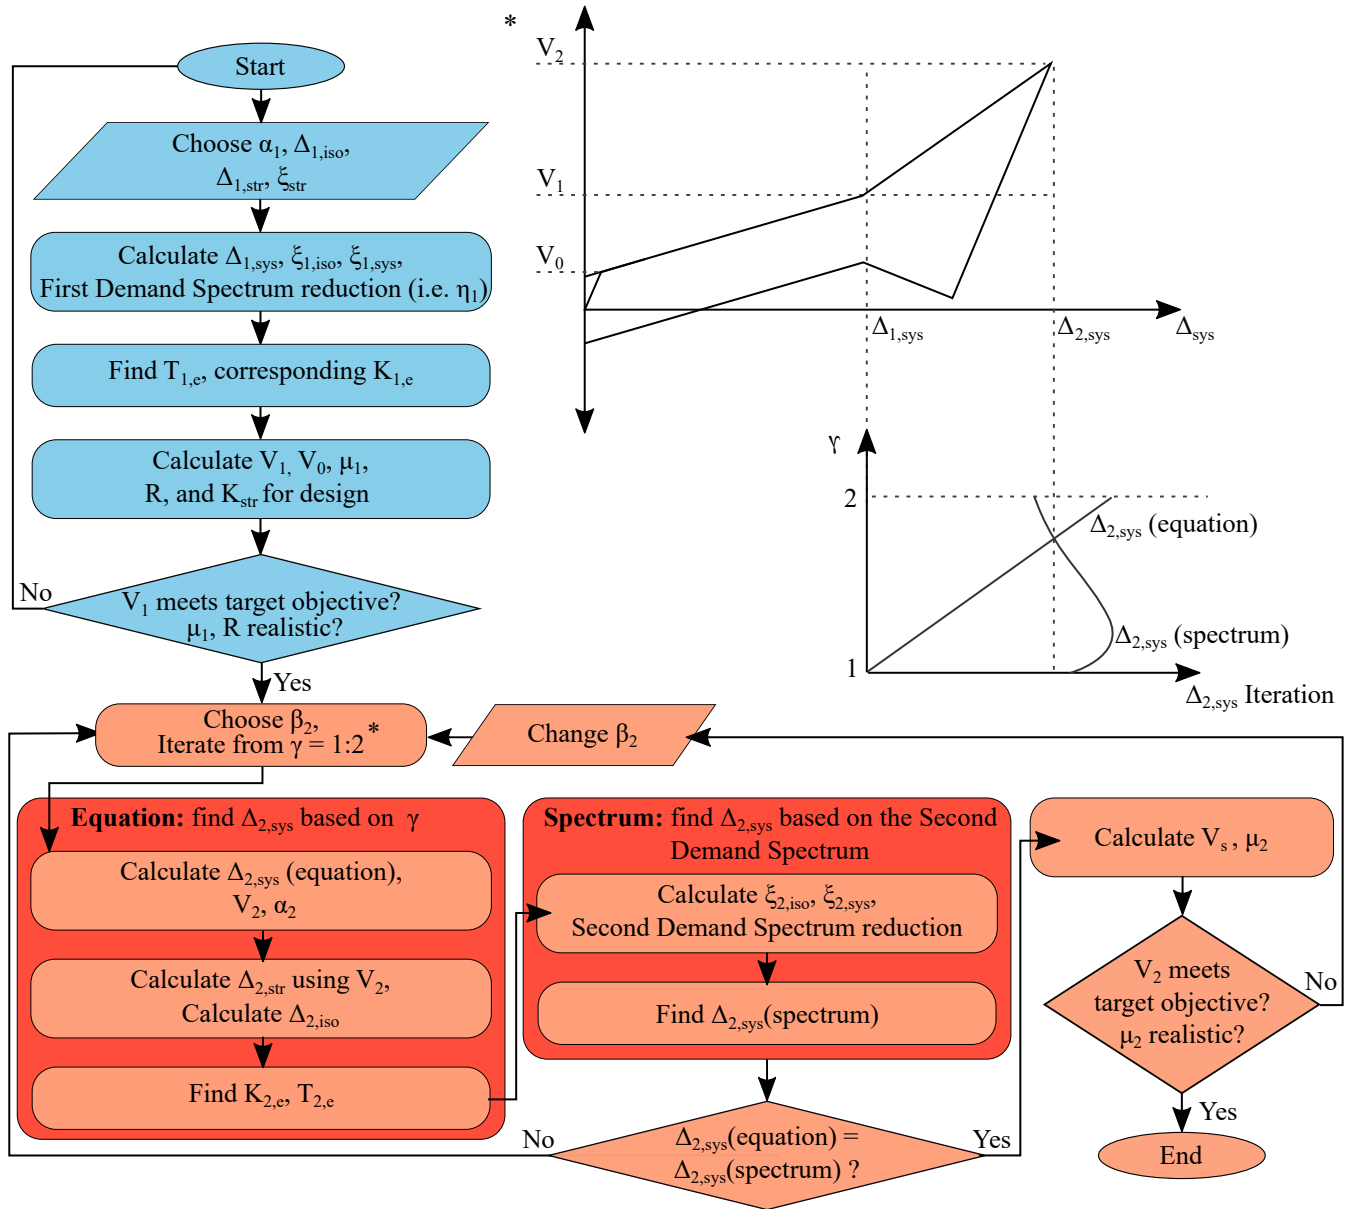 Start
Choose α₁, Δ₁,iso,
Δ₁,str, ξstr
Calculate Δ₁,sys, ξ₁,iso, ξ₁,sys,
First Demand Spectrum reduction (i.e. η₁)
Find T₁,e, corresponding K₁,e
Calculate V₁, V₀, μ₁,
R, and Kstr for design
No
V₁ meets target objective?
μ₁, R realistic?
Yes
*
V₂
V₁
V₀
Δ₁,sys
Δ₂,sys
Δsys
γ
2
Δ₂,sys (equation)
Δ₂,sys (spectrum)
1
Δ₂,sys Iteration
Choose β₂,
Iterate from γ = 1:2*
Change β₂
Equation: find Δ₂,sys based on γ
Calculate Δ₂,sys (equation),
V₂, α₂
Calculate Δ₂,str using V₂,
Calculate Δ₂,iso
Find K₂,e, T₂,e
Spectrum: find Δ₂,sys based on the Second
Demand Spectrum
Calculate ξ₂,iso, ξ₂,sys,
Second Demand Spectrum reduction
Find Δ₂,sys(spectrum)
No
Δ₂,sys(equation) =
Δ₂,sys(spectrum) ?
Yes
Calculate Vs , μ₂
V₂ meets
target objective?
μ₂ realistic?
No
Yes
End